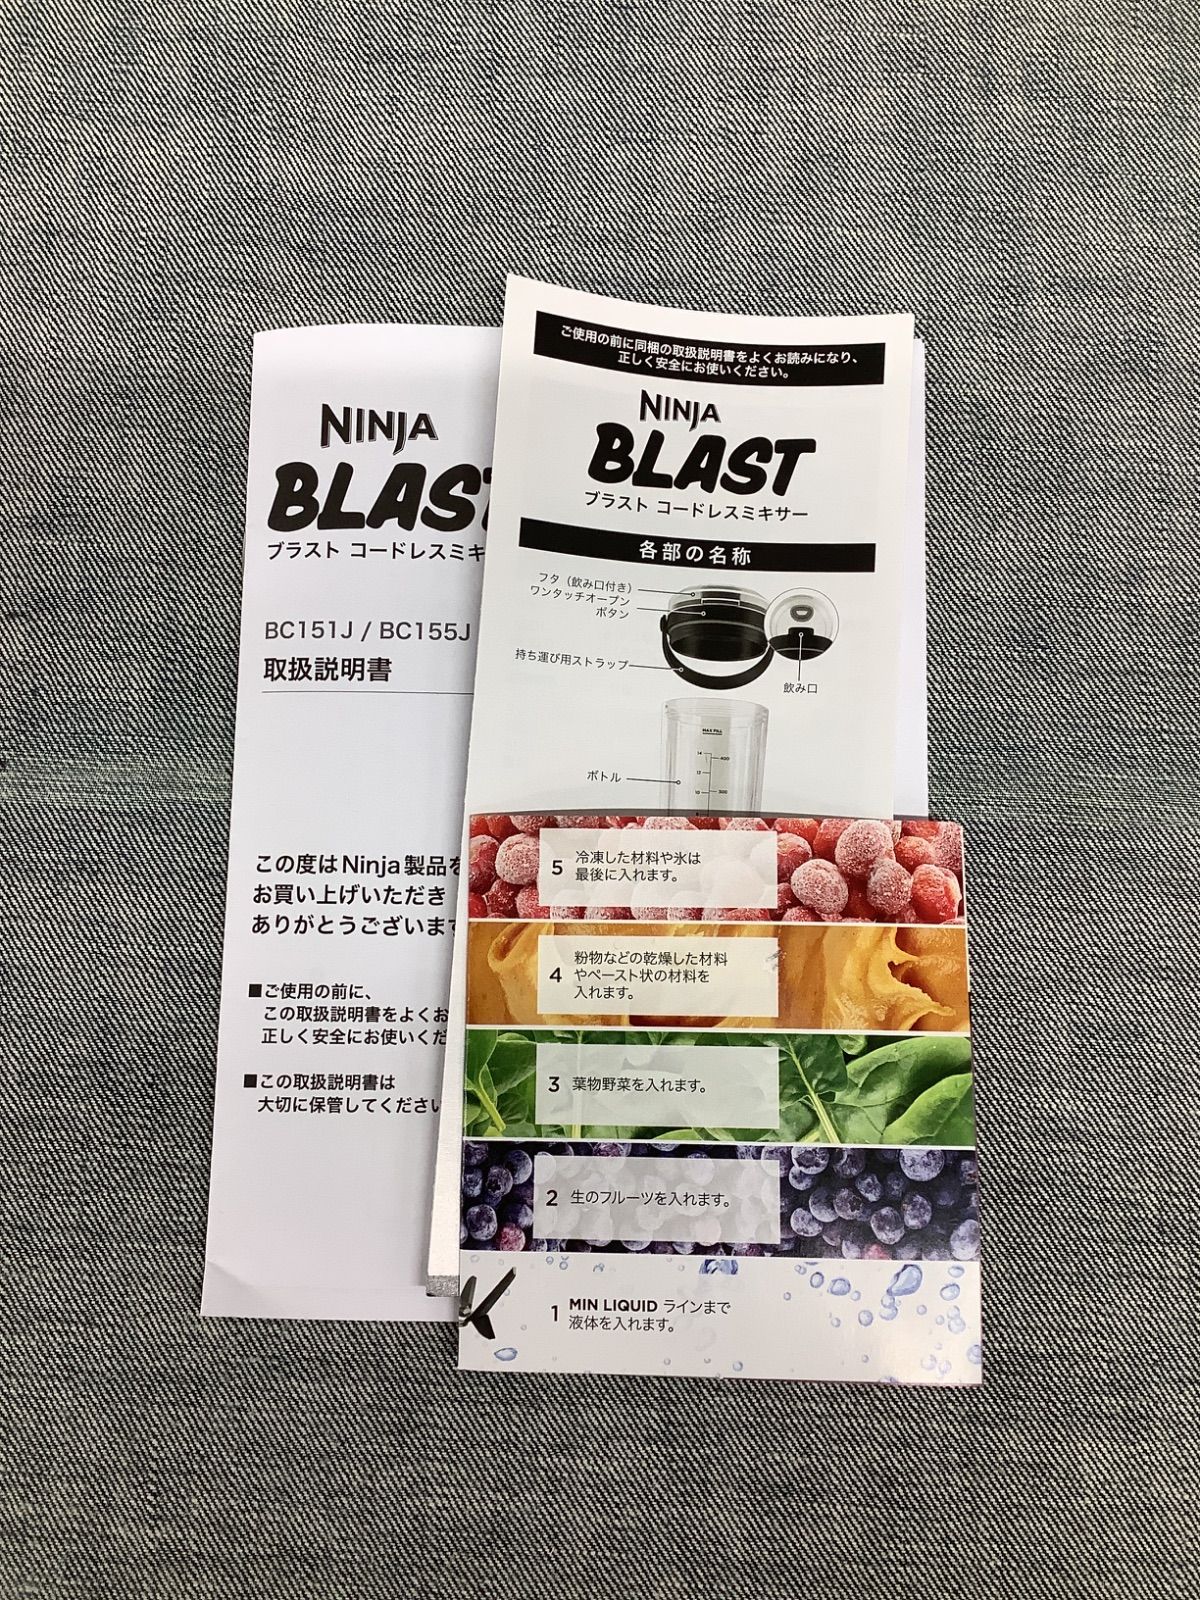 NINJA
BLAST
ブラスト コードレスミキ
BC151J / BC155J
取扱説明書
この度はNinja製品を
お買い上げいただき
ありがとうございます
■ご使用の前に、
この取扱説明書をよくお
正しく安全にお使いくだ
■この取扱説明書は
大切に保管してください
ご使用の前に同梱の取扱説明書をよくお読みになり、
正しく安全にお使いください。
NINJA
BLAST
ブラスト コードレスミキサー
各部の名称
フタ（飲み口付き）
ワンタッチオープン
ボタン
持ち運び用ストラップ
飲み口
MAX FILL
14
400
12
10
300
ボトル
5 冷凍した材料や氷は
最後に入れます。
4 粉物などの乾燥した材料
やペースト状の材料を
入れます。
3 葉物野菜を入れます。
2 生のフルーツを入れます。
1 MIN LIQUID ラインまで
液体を入れます。